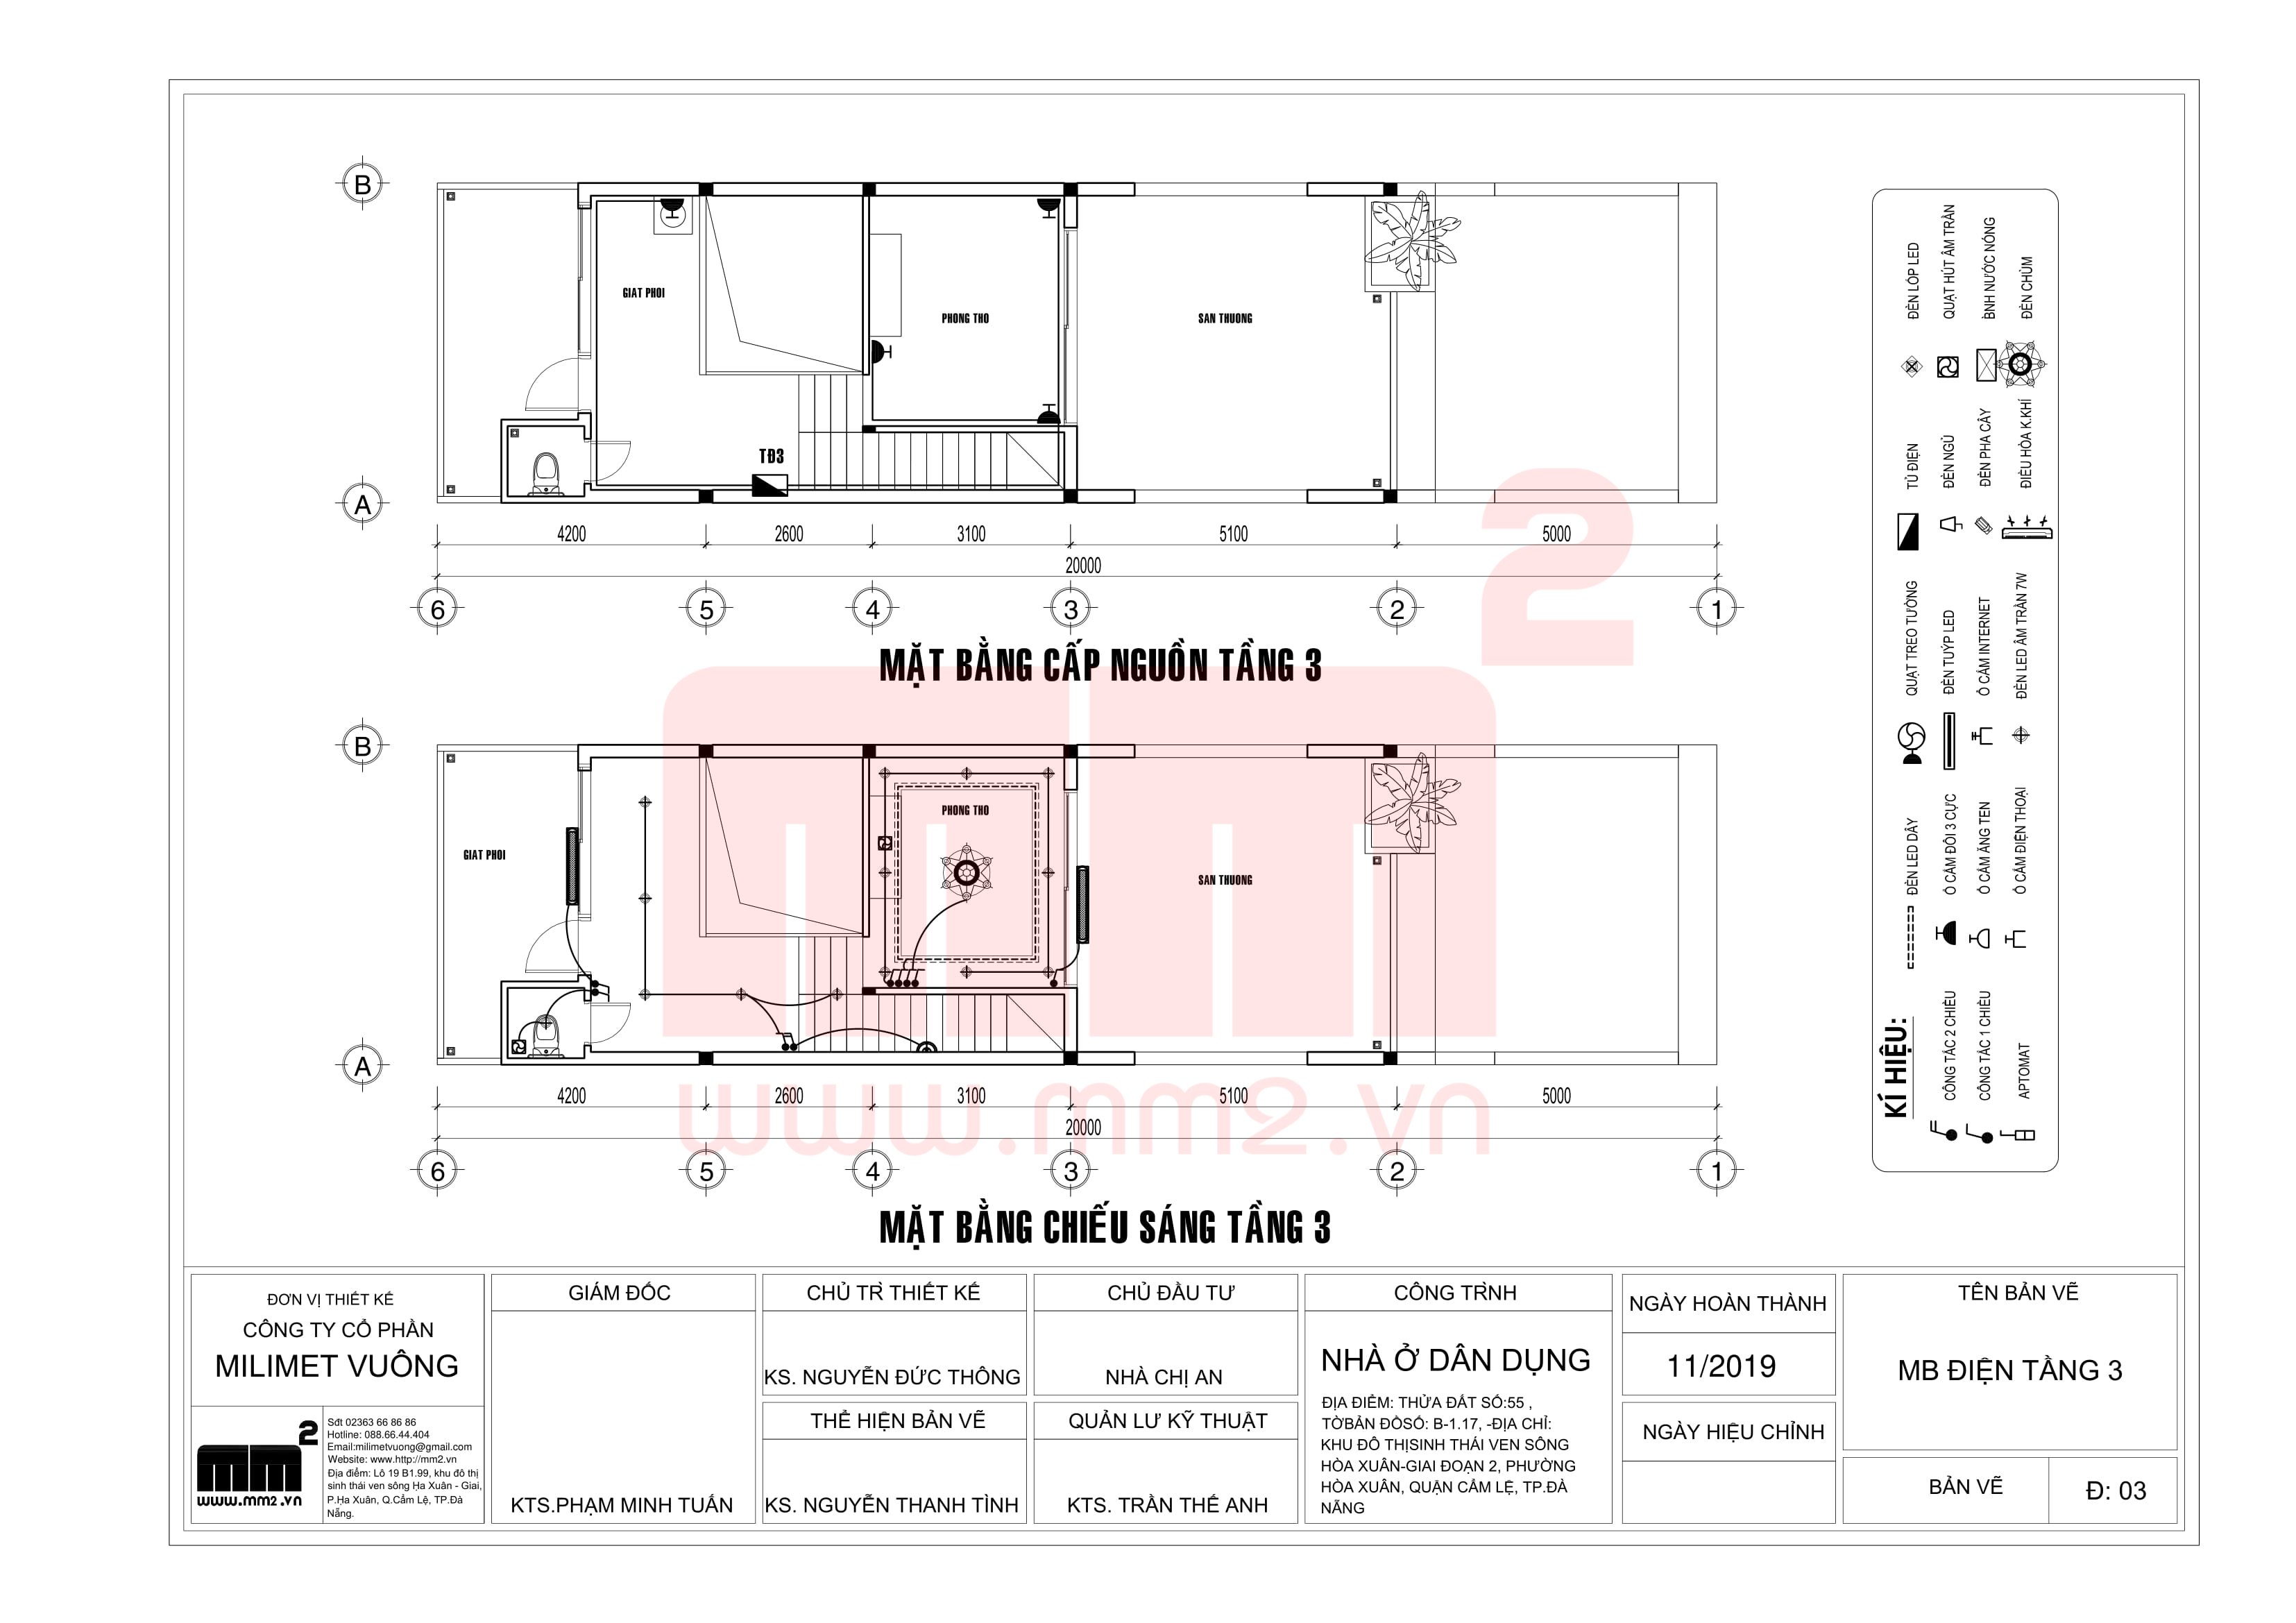 B
GIAT PHOI
PHONG THO
SAN THUONG
TĐ3
A
4200
2600
3100
5100
5000
20000
6
5
4
3
2
1
MẶT BẰNG CẤP NGUỒN TẦNG 3
B
GIAT PHOI
PHONG THO
SAN THUONG
A
4200
2600
3100
5100
5000
20000
6
5
4
3
2
1
MẶT BẰNG CHIẾU SÁNG TẦNG 3
mm2
www.mm2.vn
KÍ HIỆU:
CÔNG TẮC 2 CHIỀU
CÔNG TẮC 1 CHIỀU
APTOMAT
ĐÈN LED DÂY
Ô CẮM ĐÔI 3 CỰC
Ô CẮM ĂNG TEN
Ô CẮM ĐIỆN THOẠI
QUẠT TREO TƯỜNG
ĐÈN TUÝP LED
Ô CẮM INTERNET
ĐÈN LED ÂM TRẦN 7W
TỦ ĐIỆN
ĐÈN NGỦ
ĐÈN PHA CÂY
ĐIỀU HÒA K.KHÍ
ĐÈN LÓP LED
QUẠT HÚT ÂM TRẦN
BNH NƯỚC NÓNG
ĐÈN CHÙM
ĐƠN VỊ THIẾT KẾ
CÔNG TY CỔ PHẦN
MILIMET VUÔNG
mm2
www.mm2.vn
Sđt 02363 66 86 86
Hotline: 088.66.44.404
Email:milimetvuong@gmail.com
Website: www.http://mm2.vn
Địa điểm: Lô 19 B1.99, khu đô thị
sinh thái ven sông Hạ Xuân - Giai,
P.Hạ Xuân, Q.Cẩm Lệ, TP.Đà
Nẵng.
GIÁM ĐỐC
KTS.PHẠM MINH TUẤN
CHỦ TRÌ THIẾT KẾ
KS. NGUYỄN ĐỨC THÔNG
THỂ HIỆN BẢN VẼ
KS. NGUYỄN THANH TÌNH
CHỦ ĐẦU TƯ
NHÀ CHỊ AN
QUẢN LƯ KỸ THUẬT
KTS. TRẦN THẾ ANH
CÔNG TRÌNH
NHÀ Ở DÂN DỤNG
ĐỊA ĐIỂM: THỬA ĐẤT SỐ:55 ,
TỜBẢN ĐỒSỐ: B-1.17, -ĐỊA CHỈ:
KHU ĐÔ THỊSINH THÁI VEN SÔNG
HÒA XUÂN-GIAI ĐOẠN 2, PHƯỜNG
HÒA XUÂN, QUẬN CẨM LỆ, TP.ĐÀ
NẴNG
NGÀY HOÀN THÀNH
11/2019
NGÀY HIỆU CHỈNH
TÊN BẢN VẼ
MB ĐIỆN TẦNG 3
BẢN VẼ
Đ: 03